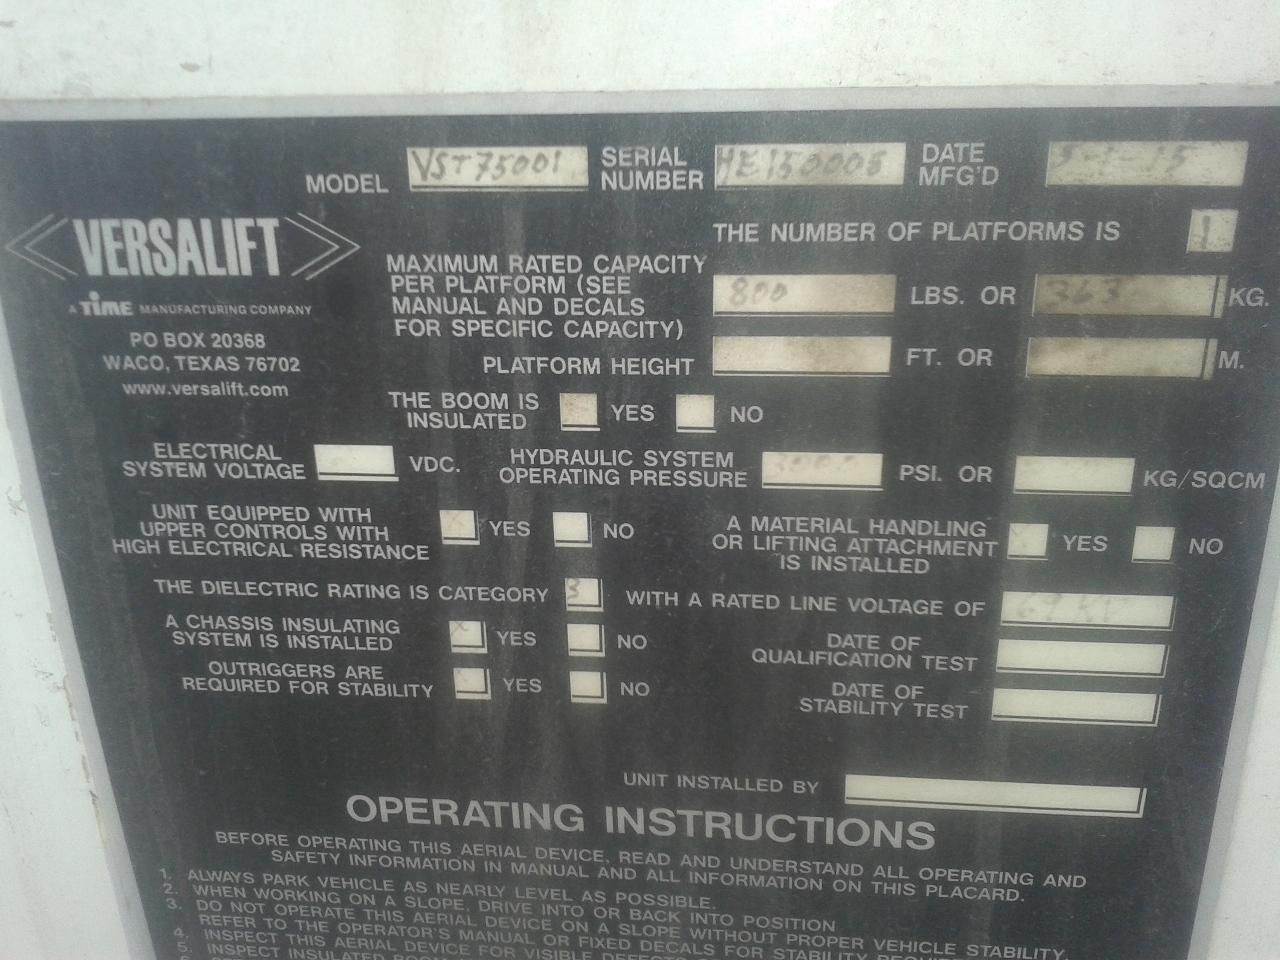 MODEL VST7500I SERIAL NUMBER HE150005 DATE MFG'D
VERSALIFT
A TIME MANUFACTURING COMPANY
PO BOX 20368
WACO, TEXAS 76702
www.versalift.com
THE NUMBER OF PLATFORMS IS 1
MAXIMUM RATED CAPACITY
PER PLATFORM (SEE
MANUAL AND DECALS
FOR SPECIFIC CAPACITY) 800 LBS. OR 363 KG.
PLATFORM HEIGHT FT. OR M.
THE BOOM IS
INSULATED YES NO
ELECTRICAL
SYSTEM VOLTAGE VDC.
HYDRAULIC SYSTEM
OPERATING PRESSURE PSI. OR KG/SQCM
UNIT EQUIPPED WITH
UPPER CONTROLS WITH
HIGH ELECTRICAL RESISTANCE X YES NO
A MATERIAL HANDLING
OR LIFTING ATTACHMENT
IS INSTALLED X YES NO
THE DIELECTRIC RATING IS CATEGORY 3 WITH A RATED LINE VOLTAGE OF
A CHASSIS INSULATING
SYSTEM IS INSTALLED X YES NO
DATE OF
QUALIFICATION TEST
OUTRIGGERS ARE
REQUIRED FOR STABILITY YES NO
DATE OF
STABILITY TEST
UNIT INSTALLED BY
OPERATING INSTRUCTIONS
BEFORE OPERATING THIS AERIAL DEVICE, READ AND UNDERSTAND ALL OPERATING AND
SAFETY INFORMATION IN MANUAL AND ALL INFORMATION ON THIS PLACARD.
1. ALWAYS PARK VEHICLE AS NEARLY LEVEL AS POSSIBLE.
2. WHEN WORKING ON A SLOPE, DRIVE INTO OR BACK INTO POSITION
3. DO NOT OPERATE THIS AERIAL DEVICE ON A SLOPE WITHOUT PROPER VEHICLE STABILITY.
REFER TO THE OPERATOR'S MANUAL OR FIXED DECALS FOR STABILITY
4. INSPECT THIS AERIAL DEVICE FOR VISIBLE DEFECTS
5. INSPECT INSULATED BOOM